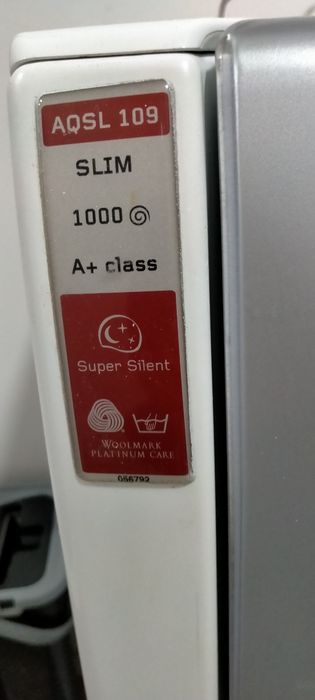 AQSL 109
SLIM
1000
A+ class
Super Silent
WOOLMARK
PLATINUM CARE
056792